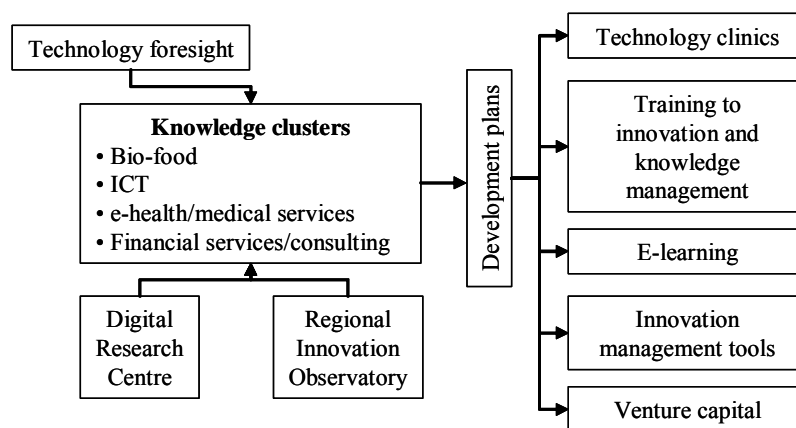 Technology foresight
Knowledge clusters
• Bio-food
• ICT
• e-health/medical services
• Financial services/consulting
Digital
Research
Centre
Regional
Innovation
Observatory
Development plans
Technology clinics
Training to
innovation and
knowledge
management
E-learning
Innovation
management tools
Venture capital